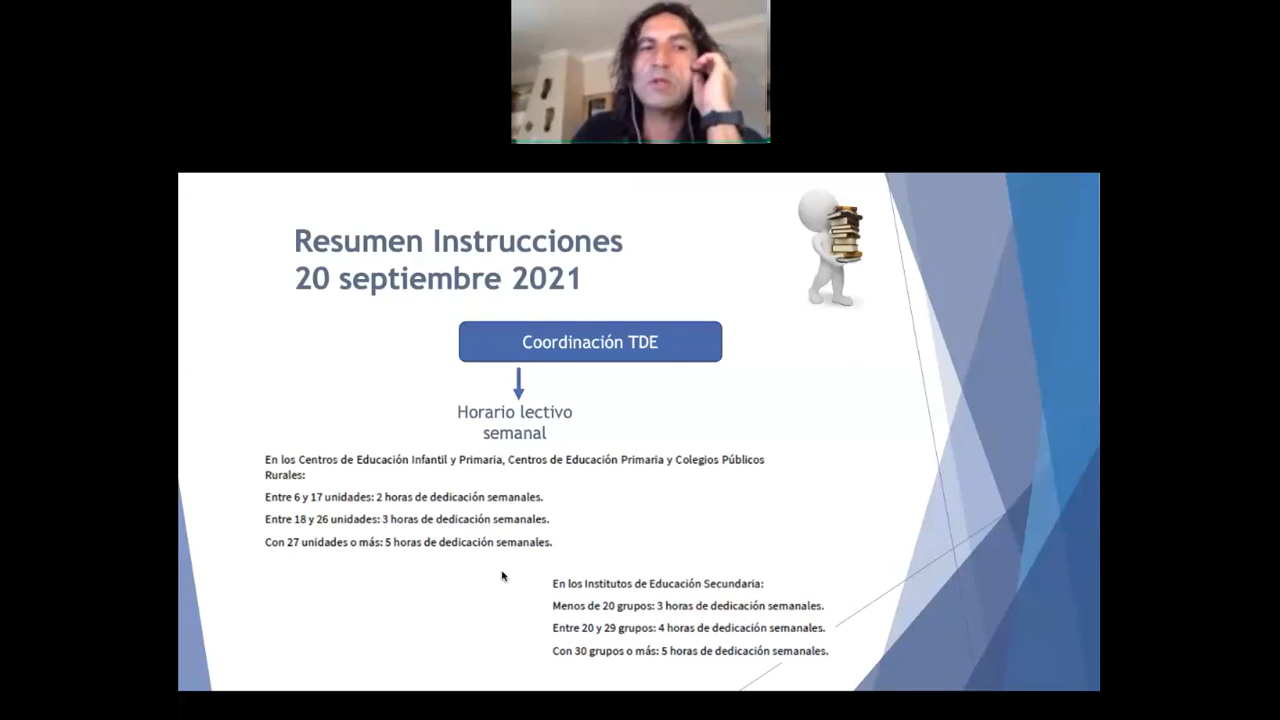 Resumen Instrucciones
20 septiembre 2021
Coordinación TDE
Horario lectivo
semanal
En los Centros de Educación Infantil y Primaria, Centros de Educación Primaria y Colegios Públicos
Rurales:
Entre 6 y 17 unidades: 2 horas de dedicación semanales.
Entre 18 y 26 unidades: 3 horas de dedicación semanales.
Con 27 unidades o más: 5 horas de dedicación semanales.
En los Institutos de Educación Secundaria:
Menos de 20 grupos: 3 horas de dedicación semanales.
Entre 20 y 29 grupos: 4 horas de dedicación semanales.
Con 30 grupos o más: 5 horas de dedicación semanales.